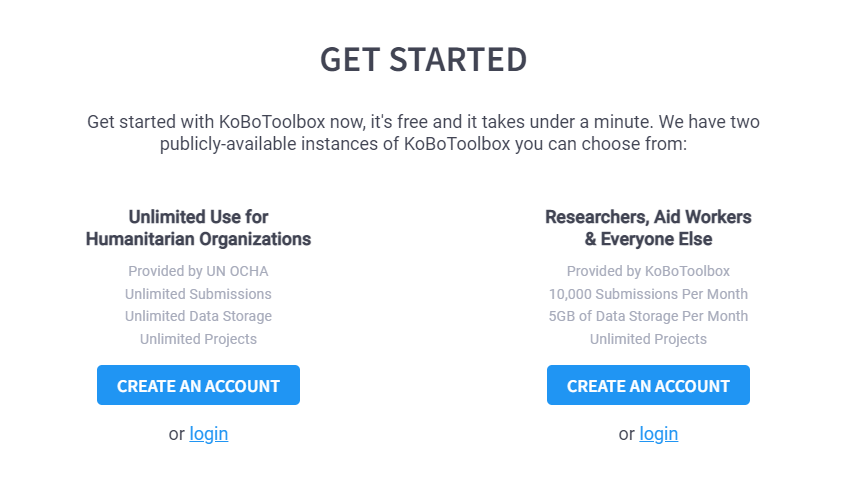 GET STARTED
Get started with KoBoToolbox now, it's free and it takes under a minute. We have two
publicly-available instances of KoBoToolbox you can choose from:
Unlimited Use for
Humanitarian Organizations
Provided by UN OCHA
Unlimited Submissions
Unlimited Data Storage
Unlimited Projects
CREATE AN ACCOUNT
or login
Researchers, Aid Workers
& Everyone Else
Provided by KoBoToolbox
10,000 Submissions Per Month
5GB of Data Storage Per Month
Unlimited Projects
CREATE AN ACCOUNT
or login